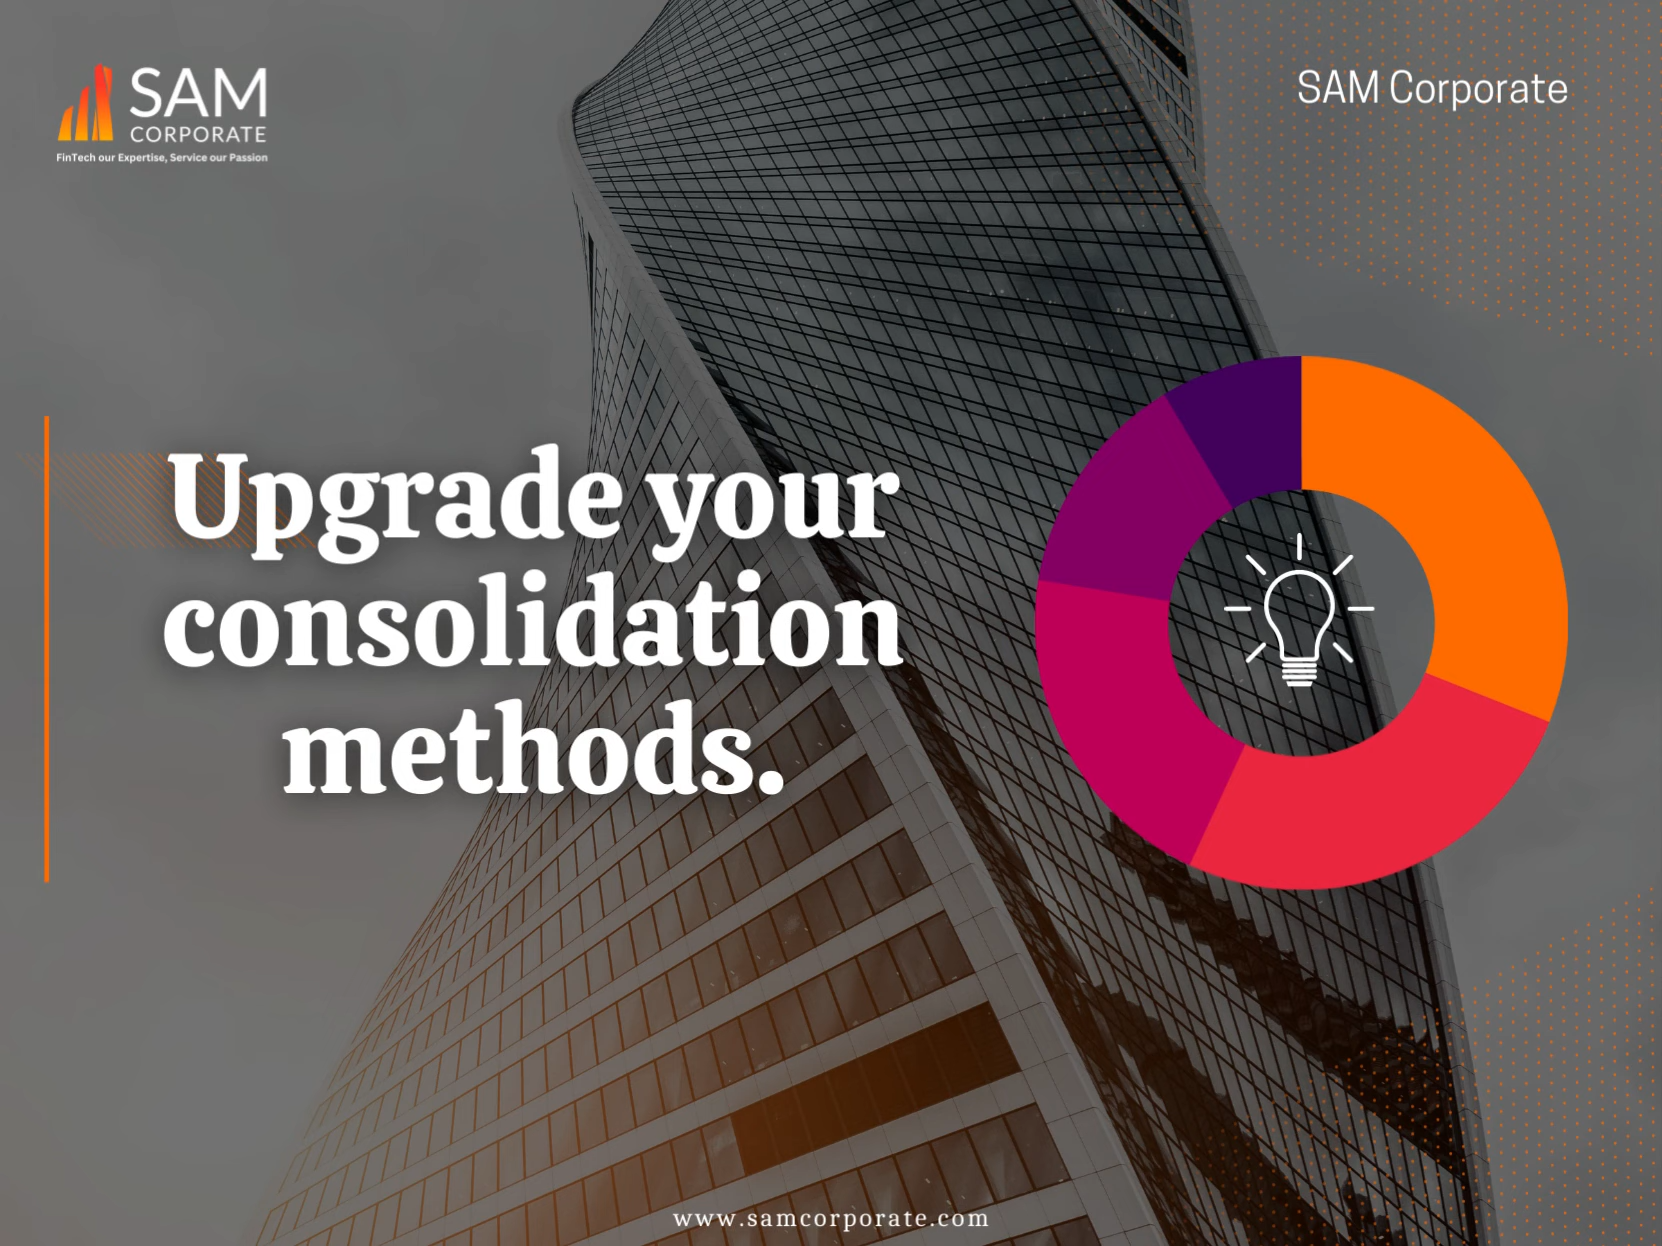 SAM
CORPORATE
FinTech our Expertise, Service our Passion
SAM Corporate
Upgrade your
consolidation
methods.
www.samcorporate.com